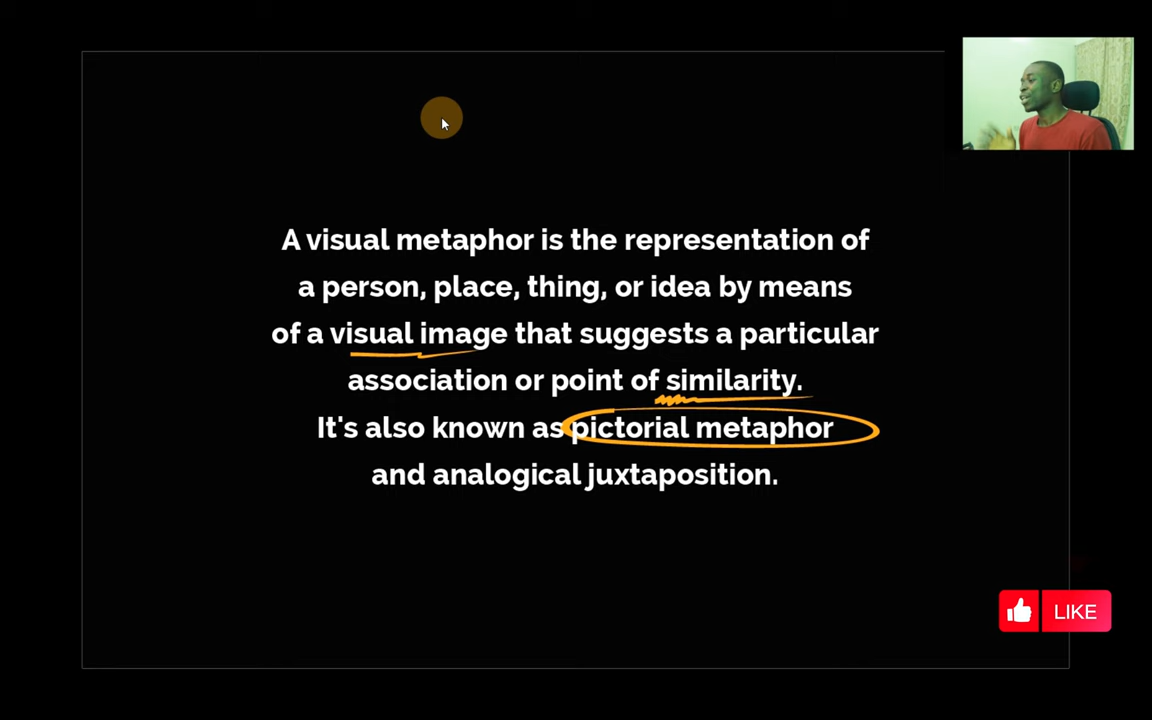 A visual metaphor is the representation of
a person, place, thing, or idea by means
of a visual image that suggests a particular
association or point of similarity.
It's also known as pictorial metaphor
and analogical juxtaposition.
LIKE